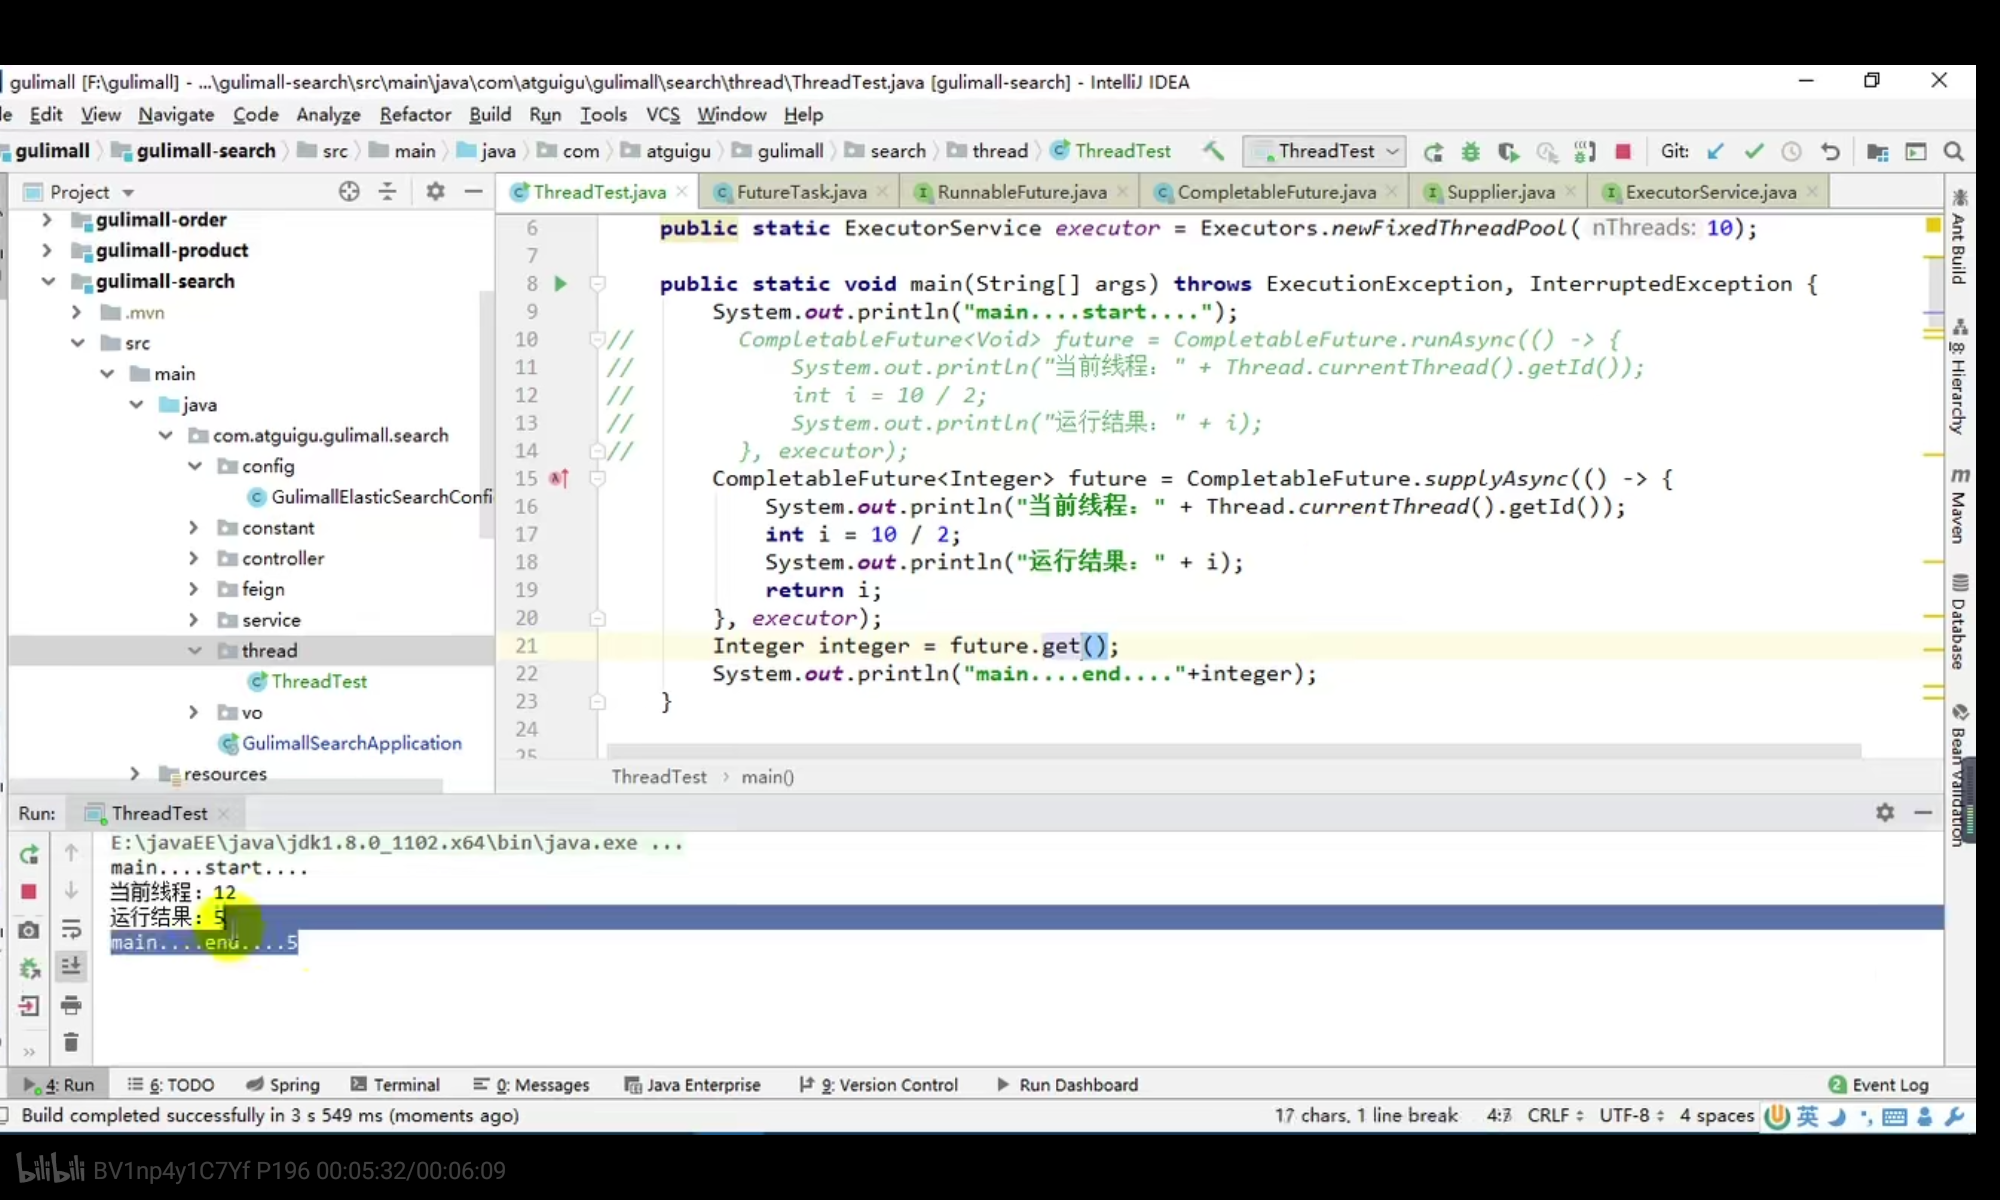 gulimall [F:\gulimall] - ...\gulimall-search\src\main\java\com\atguigu\gulimall\search\thread\ThreadTest.java [gulimall-search] - IntelliJ IDEA
Edit View Navigate Code Analyze Refactor Build Run Tools VCS Window Help
gulimall gulimall-search src main java com atguigu gulimall search thread ThreadTest ThreadTest Git:
Project ThreadTest.java FutureTask.java RunnableFuture.java CompletableFuture.java Supplier.java ExecutorService.java
gulimall-order
gulimall-product
gulimall-search
.mvn
src
main
java
com.atguigu.gulimall.search
config
GulimallElasticSearchConfi
constant
controller
feign
service
thread
ThreadTest
vo
GulimallSearchApplication
resources
6 public static ExecutorService executor = Executors.newFixedThreadPool( nThreads: 10);
7
8 public static void main(String[] args) throws ExecutionException, InterruptedException {
9 System.out.println("main....start....");
10 // CompletableFuture<Void> future = CompletableFuture.runAsync(() -> {
11 // System.out.println("当前线程：" + Thread.currentThread().getId());
12 // int i = 10 / 2;
13 // System.out.println("运行结果：" + i);
14 // }, executor);
15 CompletableFuture<Integer> future = CompletableFuture.supplyAsync(() -> {
16 System.out.println("当前线程：" + Thread.currentThread().getId());
17 int i = 10 / 2;
18 System.out.println("运行结果：" + i);
19 return i;
20 }, executor);
21 Integer integer = future.get();
22 System.out.println("main....end...."+integer);
23 }
24
25
ThreadTest main()
Ant Build
8: Hierarchy
Maven
Database
Bean Validation
Run: ThreadTest
E:\javaEE\java\jdk1.8.0_1102.x64\bin\java.exe ...
main....start....
当前线程：12
运行结果：5
main....end....5
4: Run 6: TODO Spring Terminal 0: Messages Java Enterprise 9: Version Control Run Dashboard 2 Event Log
Build completed successfully in 3 s 549 ms (moments ago) 17 chars, 1 line break CRLF UTF-8 4 spaces 英
bilibili BV1np4y1C7Yf P196 00:05:32/00:06:09